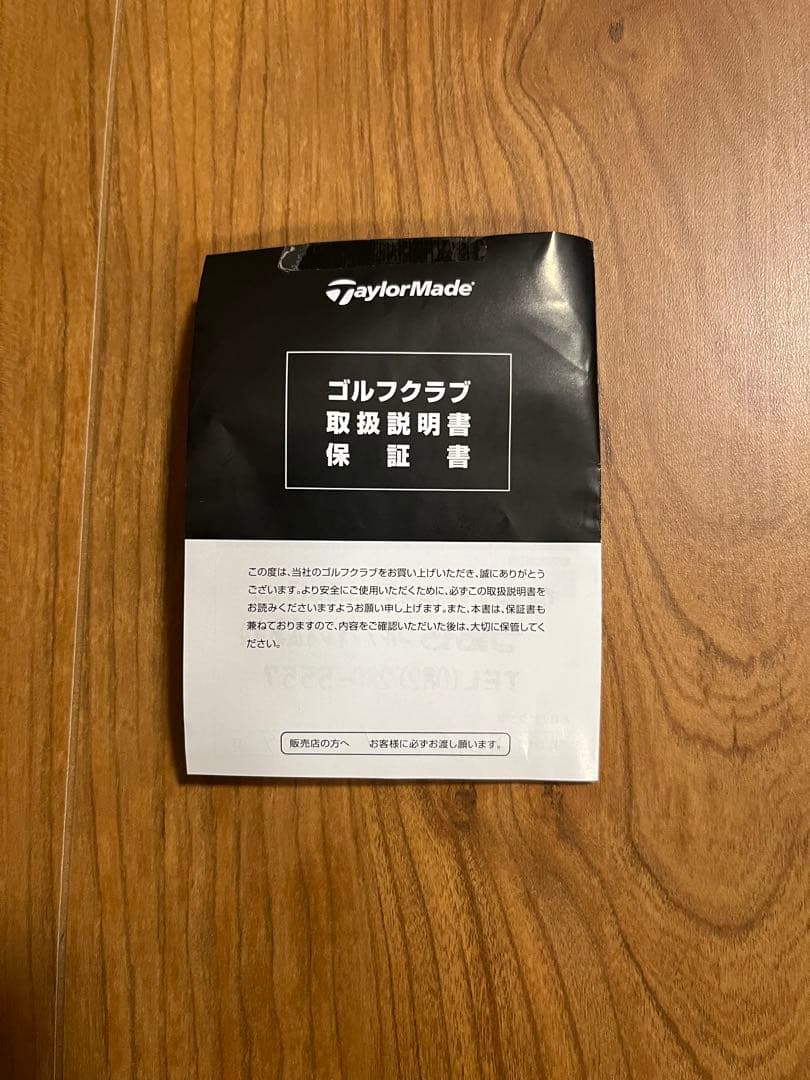 TaylorMade
ゴルフクラブ
取扱説明書
保証書
この度は、当社のゴルフクラブをお買い上げいただき、誠にありがとう
ございます。より安全にご使用いただくために、必ずこの取扱説明書を
お読みくださいますようお願い申し上げます。また、本書は、保証書も
兼ねておりますので、内容をご確認いただいた後は、大切に保管してく
ださい。
販売店の方へ お客様に必ずお渡し願います。